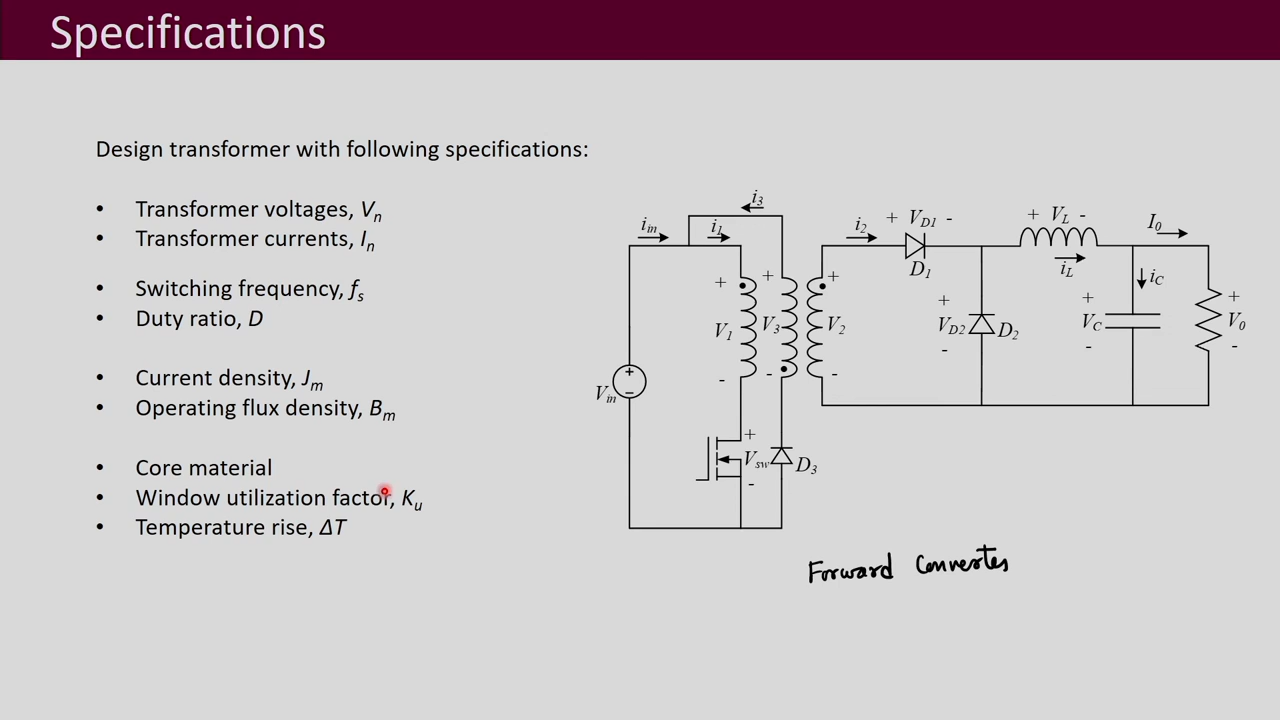 Specifications
Design transformer with following specifications:
• Transformer voltages, Vn
• Transformer currents, In
• Switching frequency, fs
• Duty ratio, D
• Current density, Jm
• Operating flux density, Bm
• Core material
• Window utilization factor, Ku
• Temperature rise, ΔT
i3
iin
i1
i2
+ VD1 -
+ VL -
I0
D1
iL
iC
+
+
+
V1
V3
V2
-
-
-
+
VD2
-
D2
+
VC
-
+
V0
-
+
-
Vin
+
Vsw
-
D3
Forward Converter